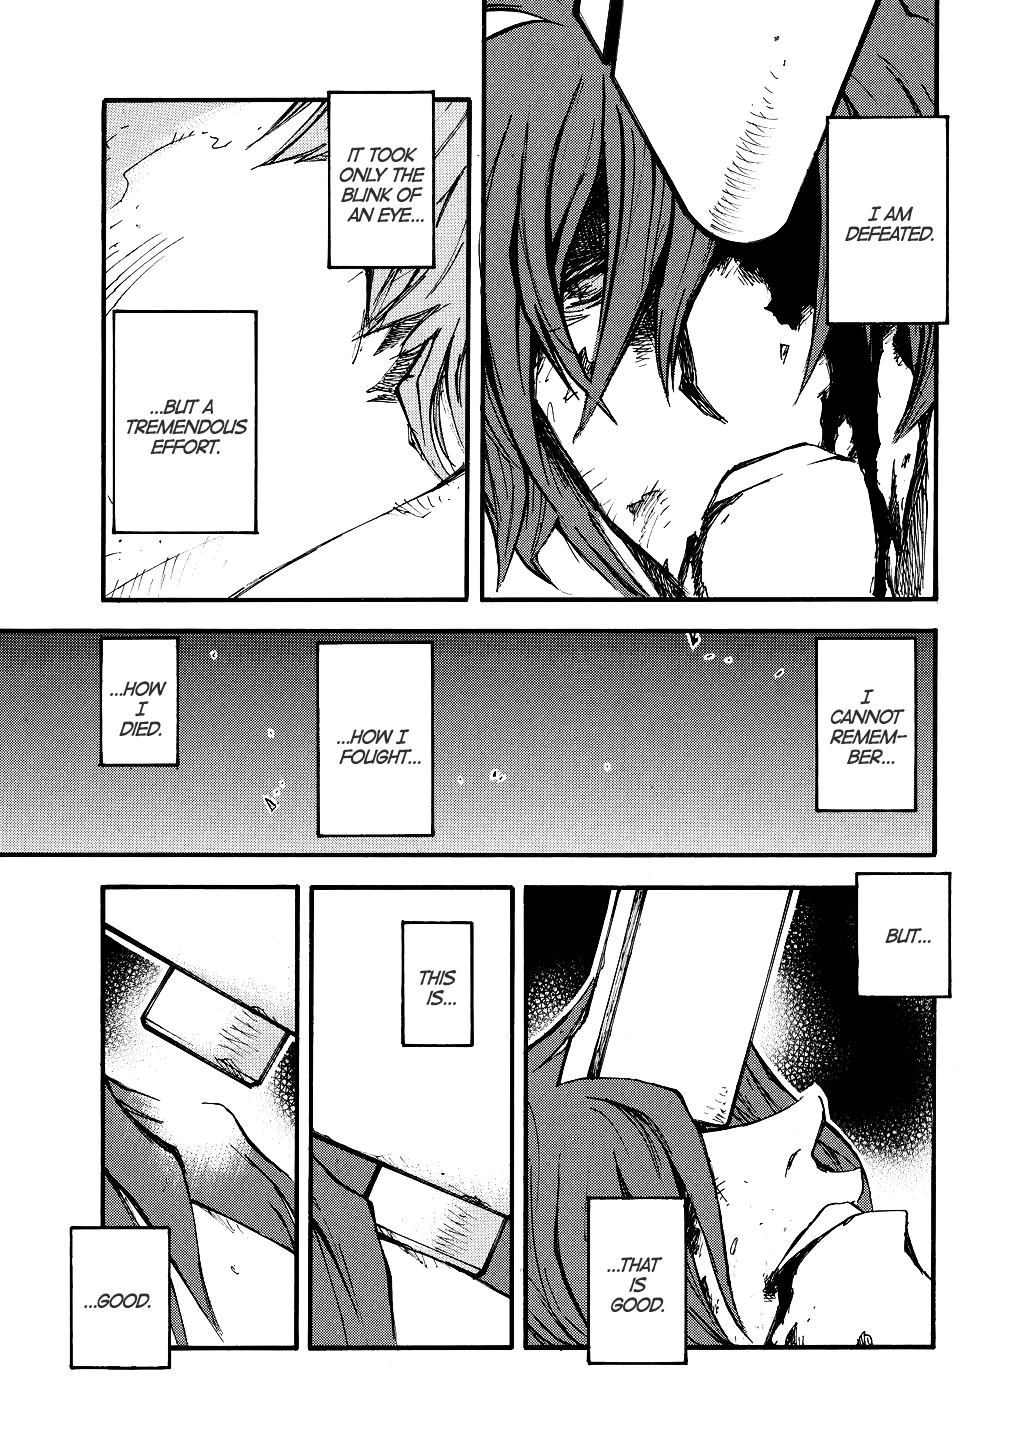 I AM
DEFEATED.
IT TOOK
ONLY THE
BLINK OF
AN EYE...
...BUT A
TREMENDOUS
EFFORT.
I
CANNOT
REMEM-
BER...
...HOW I
FOUGHT...
...HOW
I
DIED.
BUT...
...THAT
IS
GOOD.
THIS
IS...
...GOOD.